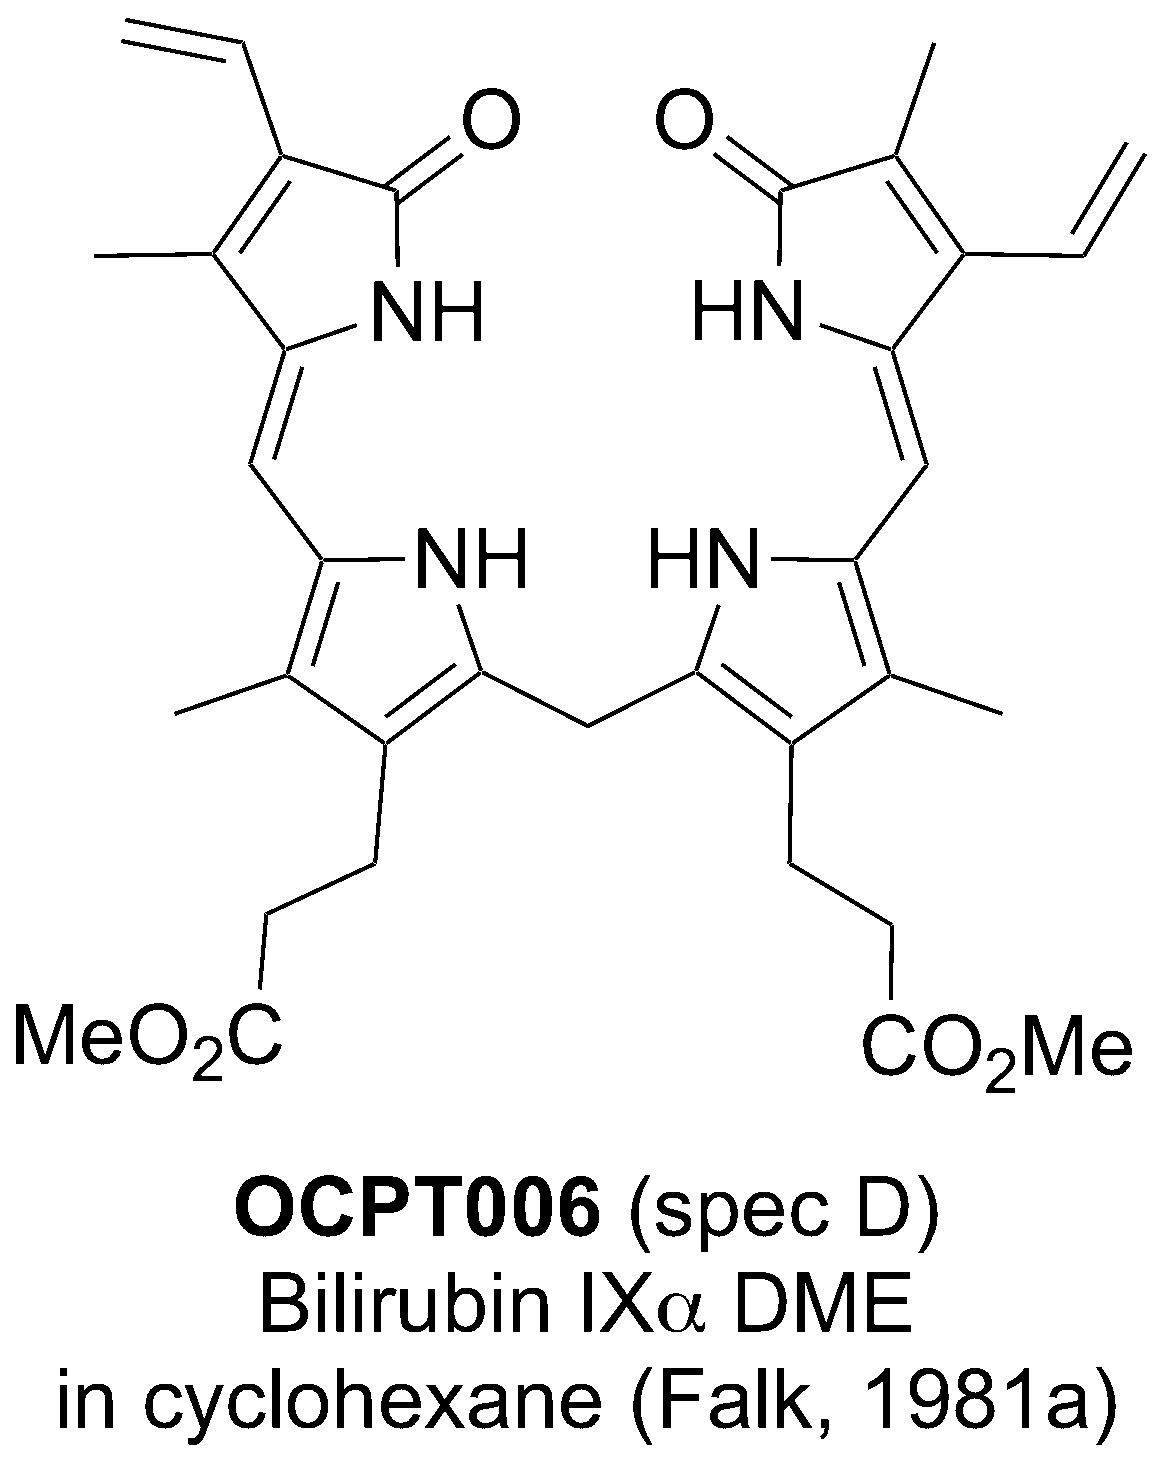 O O
NH HN
NH HN
MeO₂C CO₂Me
OCPT006 (spec D)
Bilirubin IXα DME
in cyclohexane (Falk, 1981a)